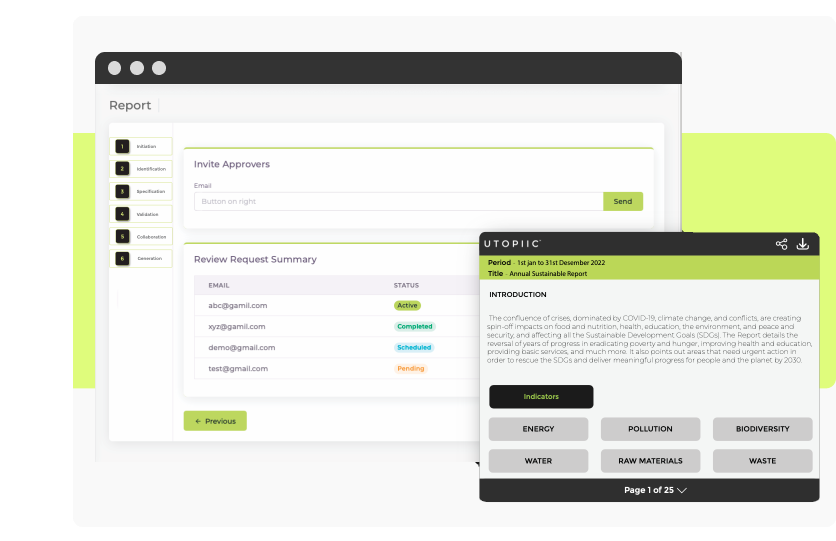 Report
1 Initiation
2 Identification
3 Specification
4 Validation
5 Collaboration
6 Generation
Invite Approvers
Email
Button on right
Send
Review Request Summary
EMAIL STATUS
abc@gamil.com Active
xyz@gamil.com Completed
demo@gmail.com Scheduled
test@gmail.com Pending
← Previous
UTOPIIC
Period - 1st jan to 31st Desember 2022
Title - Annual Sustainable Report
INTRODUCTION
The confluence of crises, dominated by COVID-19, climate change, and conflicts, are creating
spin-off impacts on food and nutrition, health, education, the environment, and peace and
security, and affecting all the Sustainable Development Goals (SDGs). The Report details the
reversal of years of progress in eradicating poverty and hunger, improving health and education,
providing basic services, and much more. It also points out areas that need urgent action in
order to rescue the SDGs and deliver meaningful progress for people and the planet by 2030.
Indicators
ENERGY POLLUTION BIODIVERSITY
WATER RAW MATERIALS WASTE
Page 1 of 25